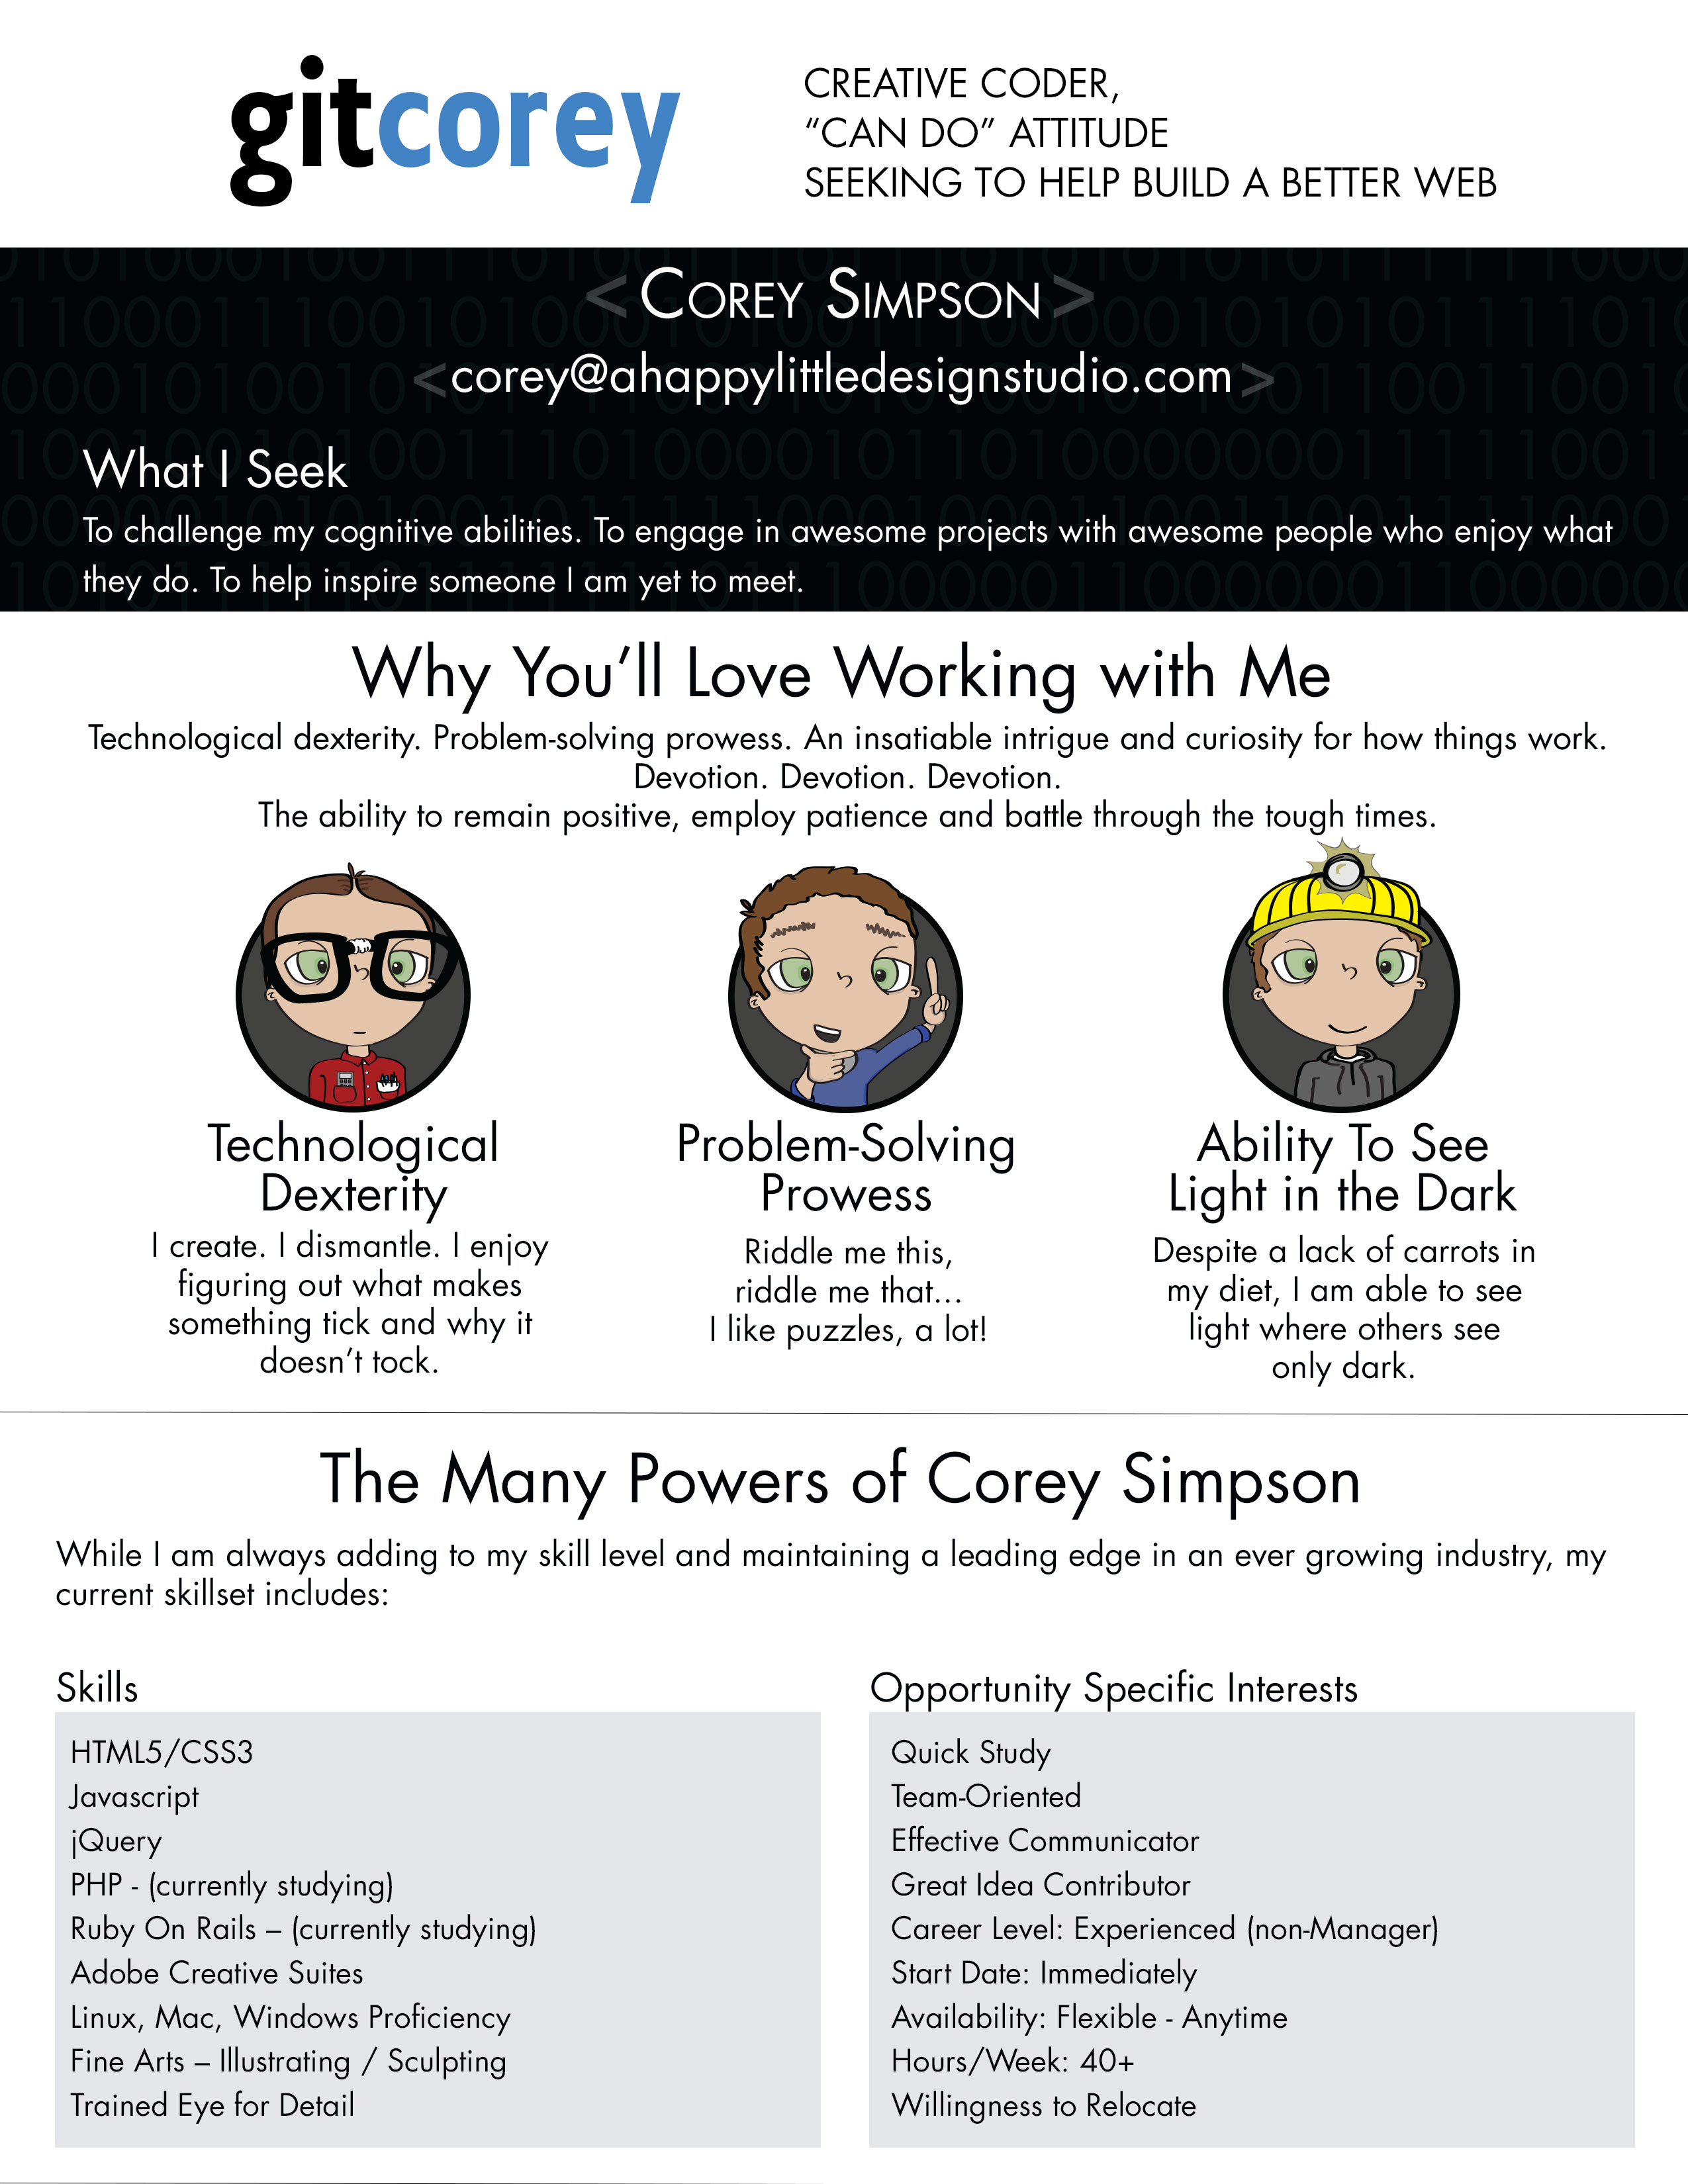 gitcorey
CREATIVE CODER,
“CAN DO” ATTITUDE
SEEKING TO HELP BUILD A BETTER WEB
<COREY SIMPSON>
<corey@ahappylittledesignstudio.com>
What I Seek
To challenge my cognitive abilities. To engage in awesome projects with awesome people who enjoy what
they do. To help inspire someone I am yet to meet.
Why You’ll Love Working with Me
Technological dexterity. Problem-solving prowess. An insatiable intrigue and curiosity for how things work.
Devotion. Devotion. Devotion.
The ability to remain positive, employ patience and battle through the tough times.
Technological
Dexterity
I create. I dismantle. I enjoy
figuring out what makes
something tick and why it
doesn’t tock.
Problem-Solving
Prowess
Riddle me this,
riddle me that...
I like puzzles, a lot!
Ability To See
Light in the Dark
Despite a lack of carrots in
my diet, I am able to see
light where others see
only dark.
The Many Powers of Corey Simpson
While I am always adding to my skill level and maintaining a leading edge in an ever growing industry, my
current skillset includes:
Skills
HTML5/CSS3
Javascript
jQuery
PHP - (currently studying)
Ruby On Rails – (currently studying)
Adobe Creative Suites
Linux, Mac, Windows Proficiency
Fine Arts – Illustrating / Sculpting
Trained Eye for Detail
Opportunity Specific Interests
Quick Study
Team-Oriented
Effective Communicator
Great Idea Contributor
Career Level: Experienced (non-Manager)
Start Date: Immediately
Availability: Flexible - Anytime
Hours/Week: 40+
Willingness to Relocate